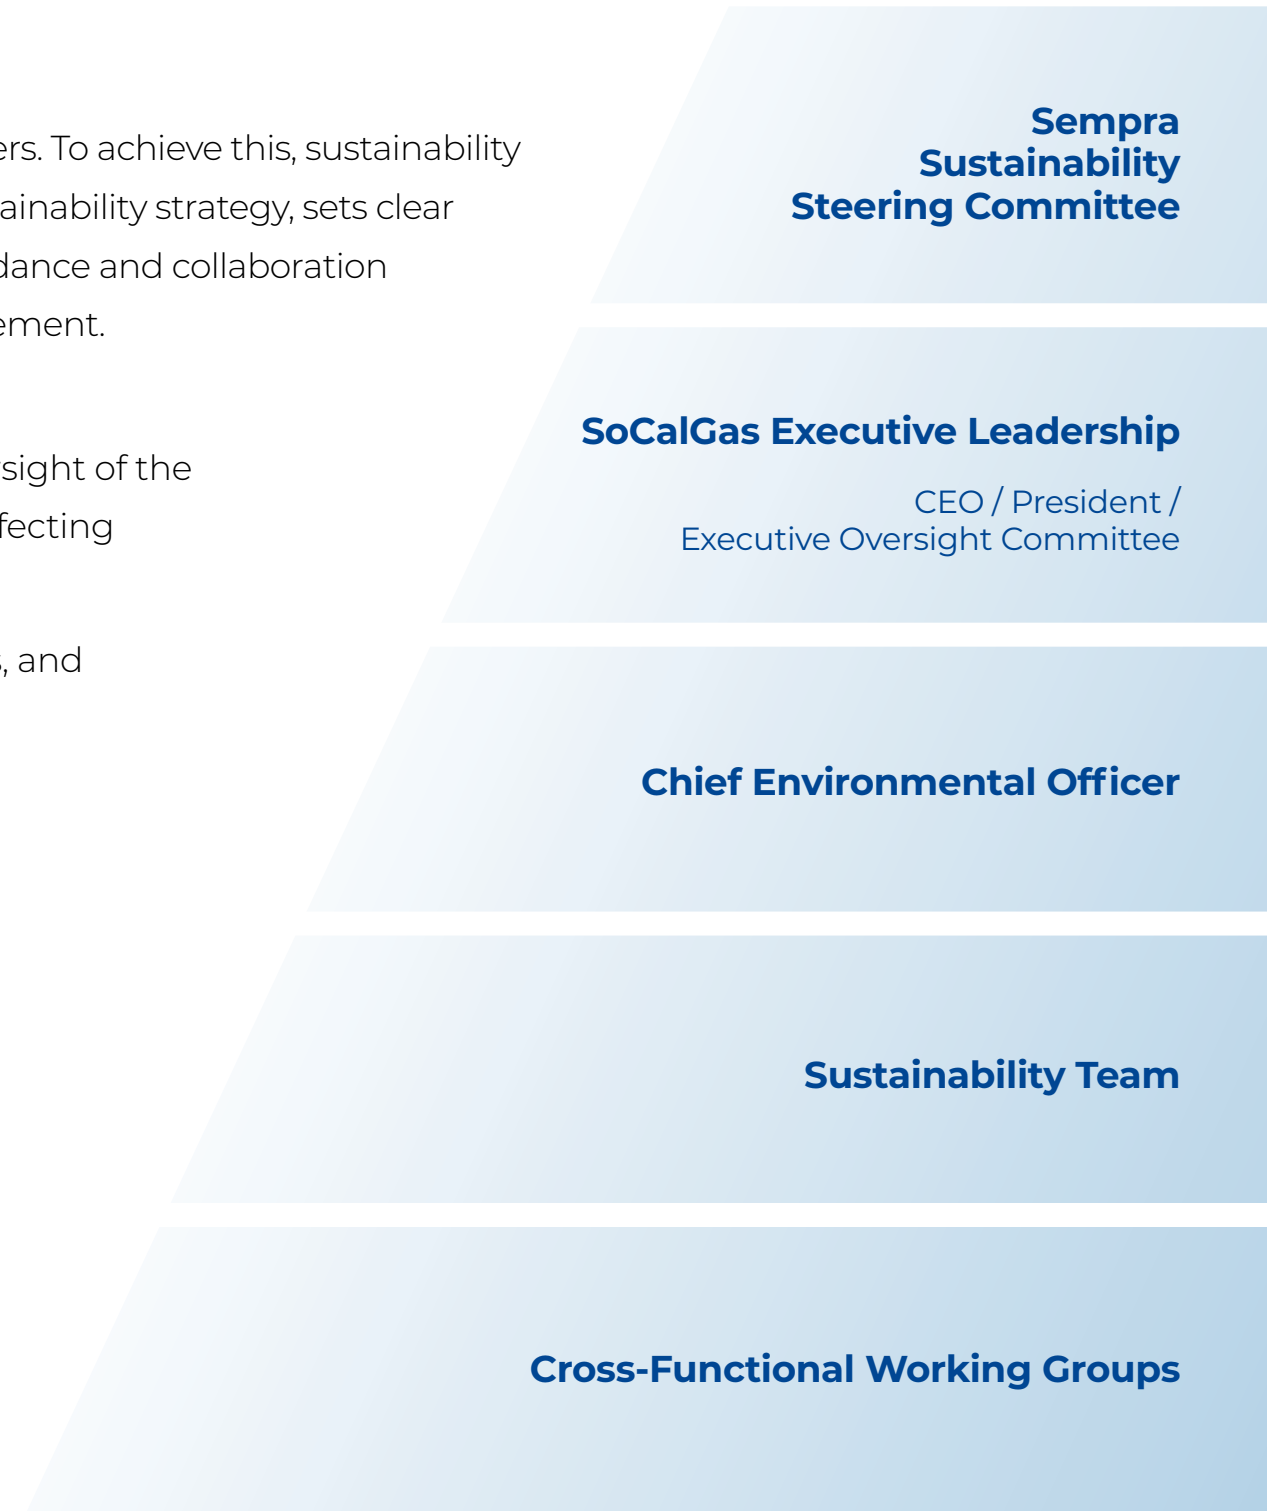 ers. To achieve this, sustainability
ainability strategy, sets clear
dance and collaboration
ement.
sight of the
fecting
, and
Sempra
Sustainability
Steering Committee
SoCalGas Executive Leadership
CEO / President /
Executive Oversight Committee
Chief Environmental Officer
Sustainability Team
Cross-Functional Working Groups